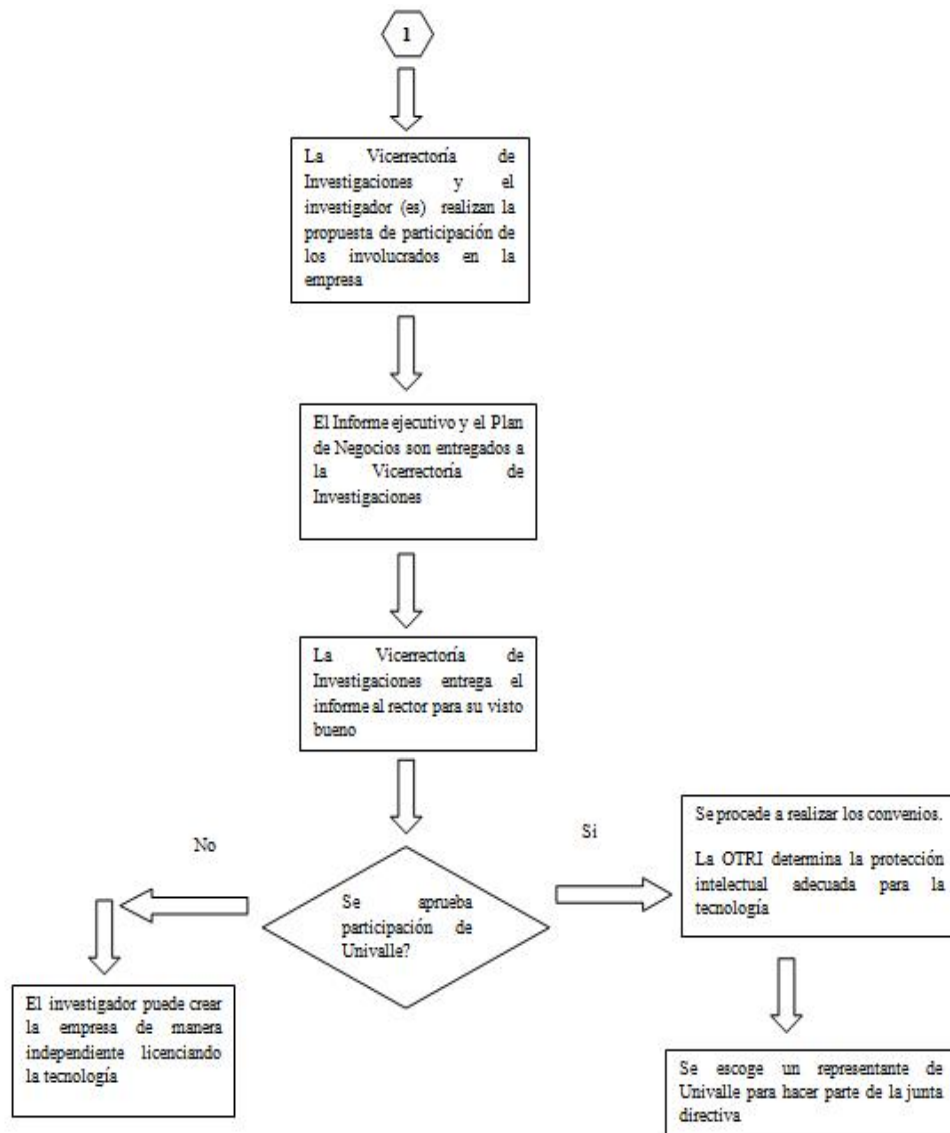 1
La Vicerrectoría de
Investigaciones y el
investigador (es) realizan la
propuesta de participación de
los involucrados en la
empresa
El Informe ejecutivo y el Plan
de Negocios son entregados a
la Vicerrectoría de
Investigaciones
La Vicerrectoría de
Investigaciones entrega el
informe al rector para su visto
bueno
No
Si
Se aprueba
participación de
Univalle?
Se procede a realizar los convenios.
La OTRI determina la protección
intelectual adecuada para la
tecnología
El investigador puede crear
la empresa de manera
independiente licenciando
la tecnología
Se escoge un representante de
Univalle para hacer parte de la junta
directiva